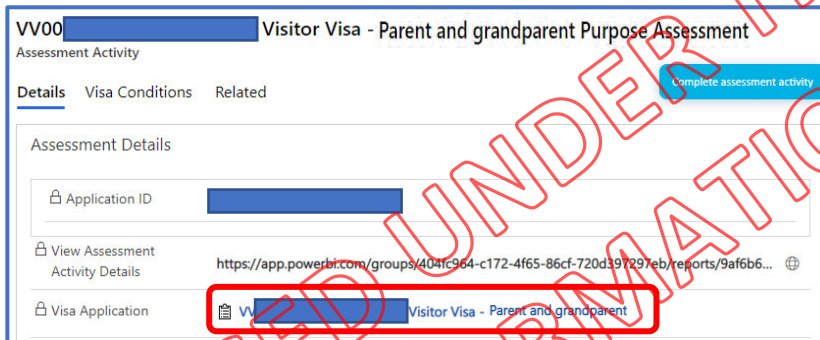 VV00 Visitor Visa - Parent and grandparent Purpose Assessment
Assessment Activity
Complete assessment activity
Details Visa Conditions Related
Assessment Details
Application ID
View Assessment
Activity Details
https://app.powerbi.com/groups/404fc964-c172-4f65-86cf-720d397297eb/reports/9af6b6...
Visa Application
VV Visitor Visa - Parent and grandparent
UNDER